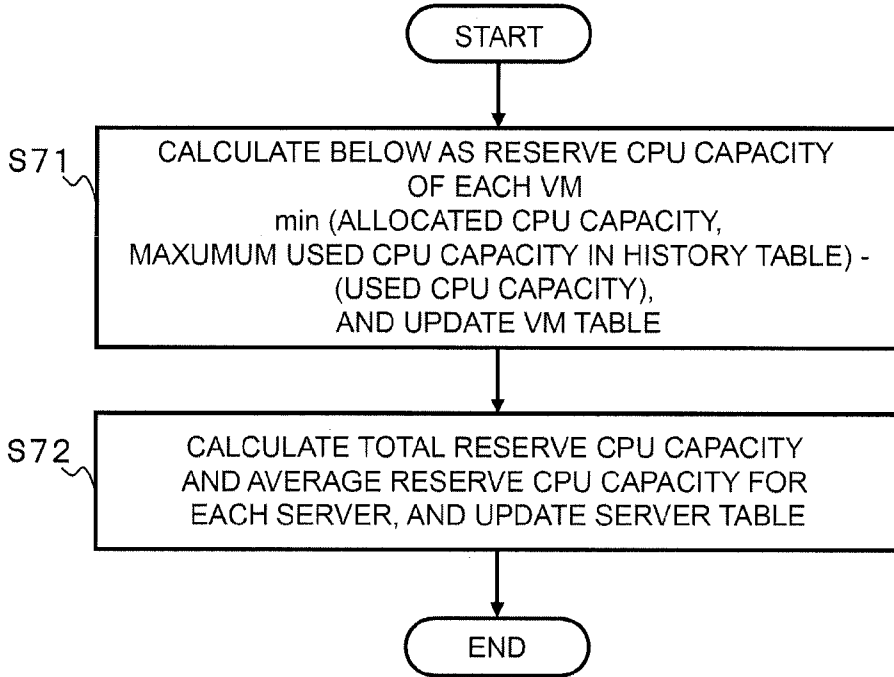 START
S71
CALCULATE BELOW AS RESERVE CPU CAPACITY
OF EACH VM
min (ALLOCATED CPU CAPACITY,
MAXUMUM USED CPU CAPACITY IN HISTORY TABLE) -
(USED CPU CAPACITY),
AND UPDATE VM TABLE
S72
CALCULATE TOTAL RESERVE CPU CAPACITY
AND AVERAGE RESERVE CPU CAPACITY FOR
EACH SERVER, AND UPDATE SERVER TABLE
END